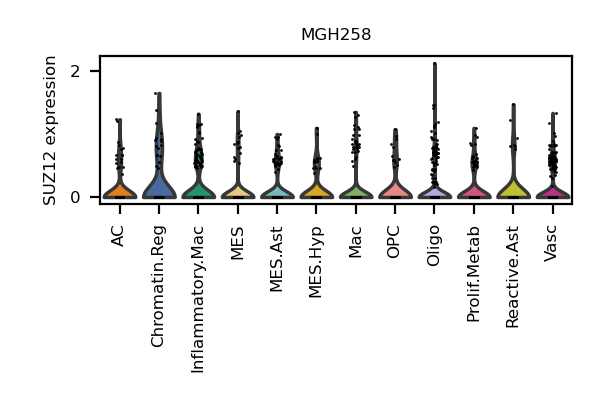 MGH258
SUZ12 expression
2
0
AC
Chromatin.Reg
Inflammatory.Mac
MES
MES.Ast
MES.Hyp
Mac
OPC
Oligo
Prolif.Metab
Reactive.Ast
Vasc